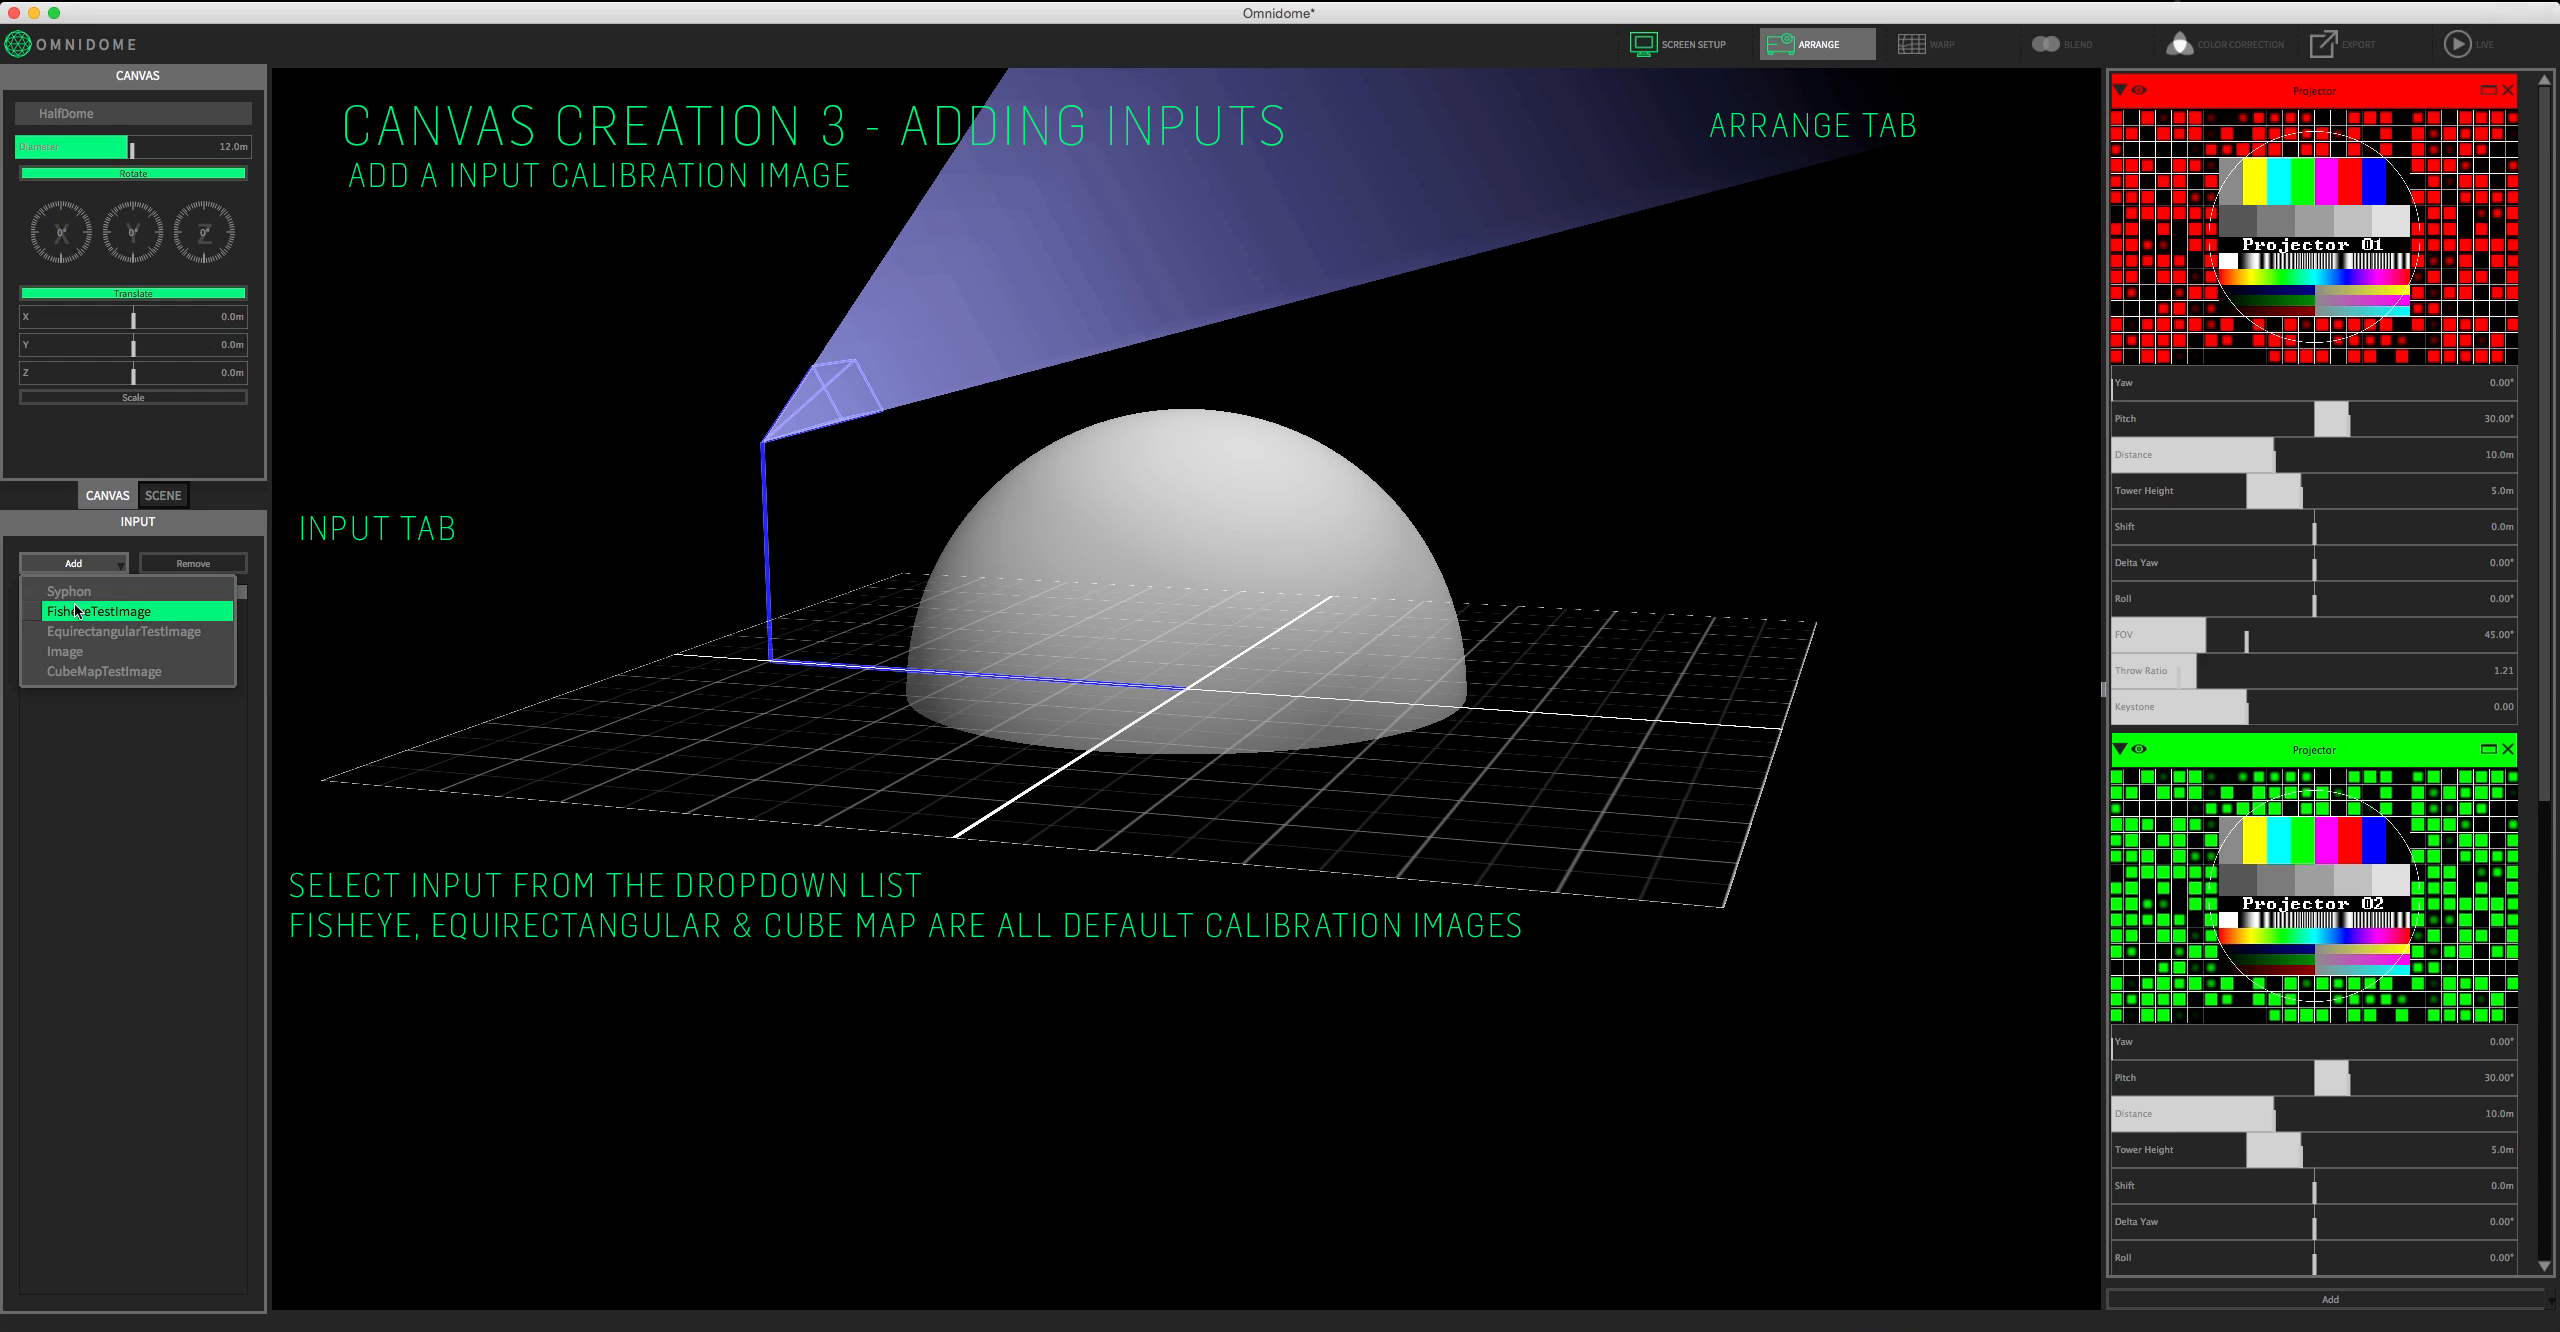 Omnidome*
OMNIDOME
SCREEN SETUP
ARRANGE
WARP
BLEND
COLOR CORRECTION
EXPORT
LIVE
CANVAS
HalfDome
Diameter 12.0m
Rotate
X 0° Y 0° Z 0°
Translate
X 0.0m
Y 0.0m
Z 0.0m
Scale
CANVAS SCENE
INPUT
Add Remove
Syphon
FisheyeTestImage
EquirectangularTestImage
Image
CubeMapTestImage
CANVAS CREATION 3 - ADDING INPUTS
ADD A INPUT CALIBRATION IMAGE
ARRANGE TAB
INPUT TAB
SELECT INPUT FROM THE DROPDOWN LIST
FISHEYE, EQUIRECTANGULAR & CUBE MAP ARE ALL DEFAULT CALIBRATION IMAGES
Projector
Projector 01
Yaw 0.00°
Pitch 30.00°
Distance 10.0m
Tower Height 5.0m
Shift 0.0m
Delta Yaw 0.00°
Roll 0.00°
FOV 45.00°
Throw Ratio 1.21
Keystone 0.00
Projector
Projector 02
Yaw 0.00°
Pitch 30.00°
Distance 10.0m
Tower Height 5.0m
Shift 0.0m
Delta Yaw 0.00°
Roll 0.00°
Add